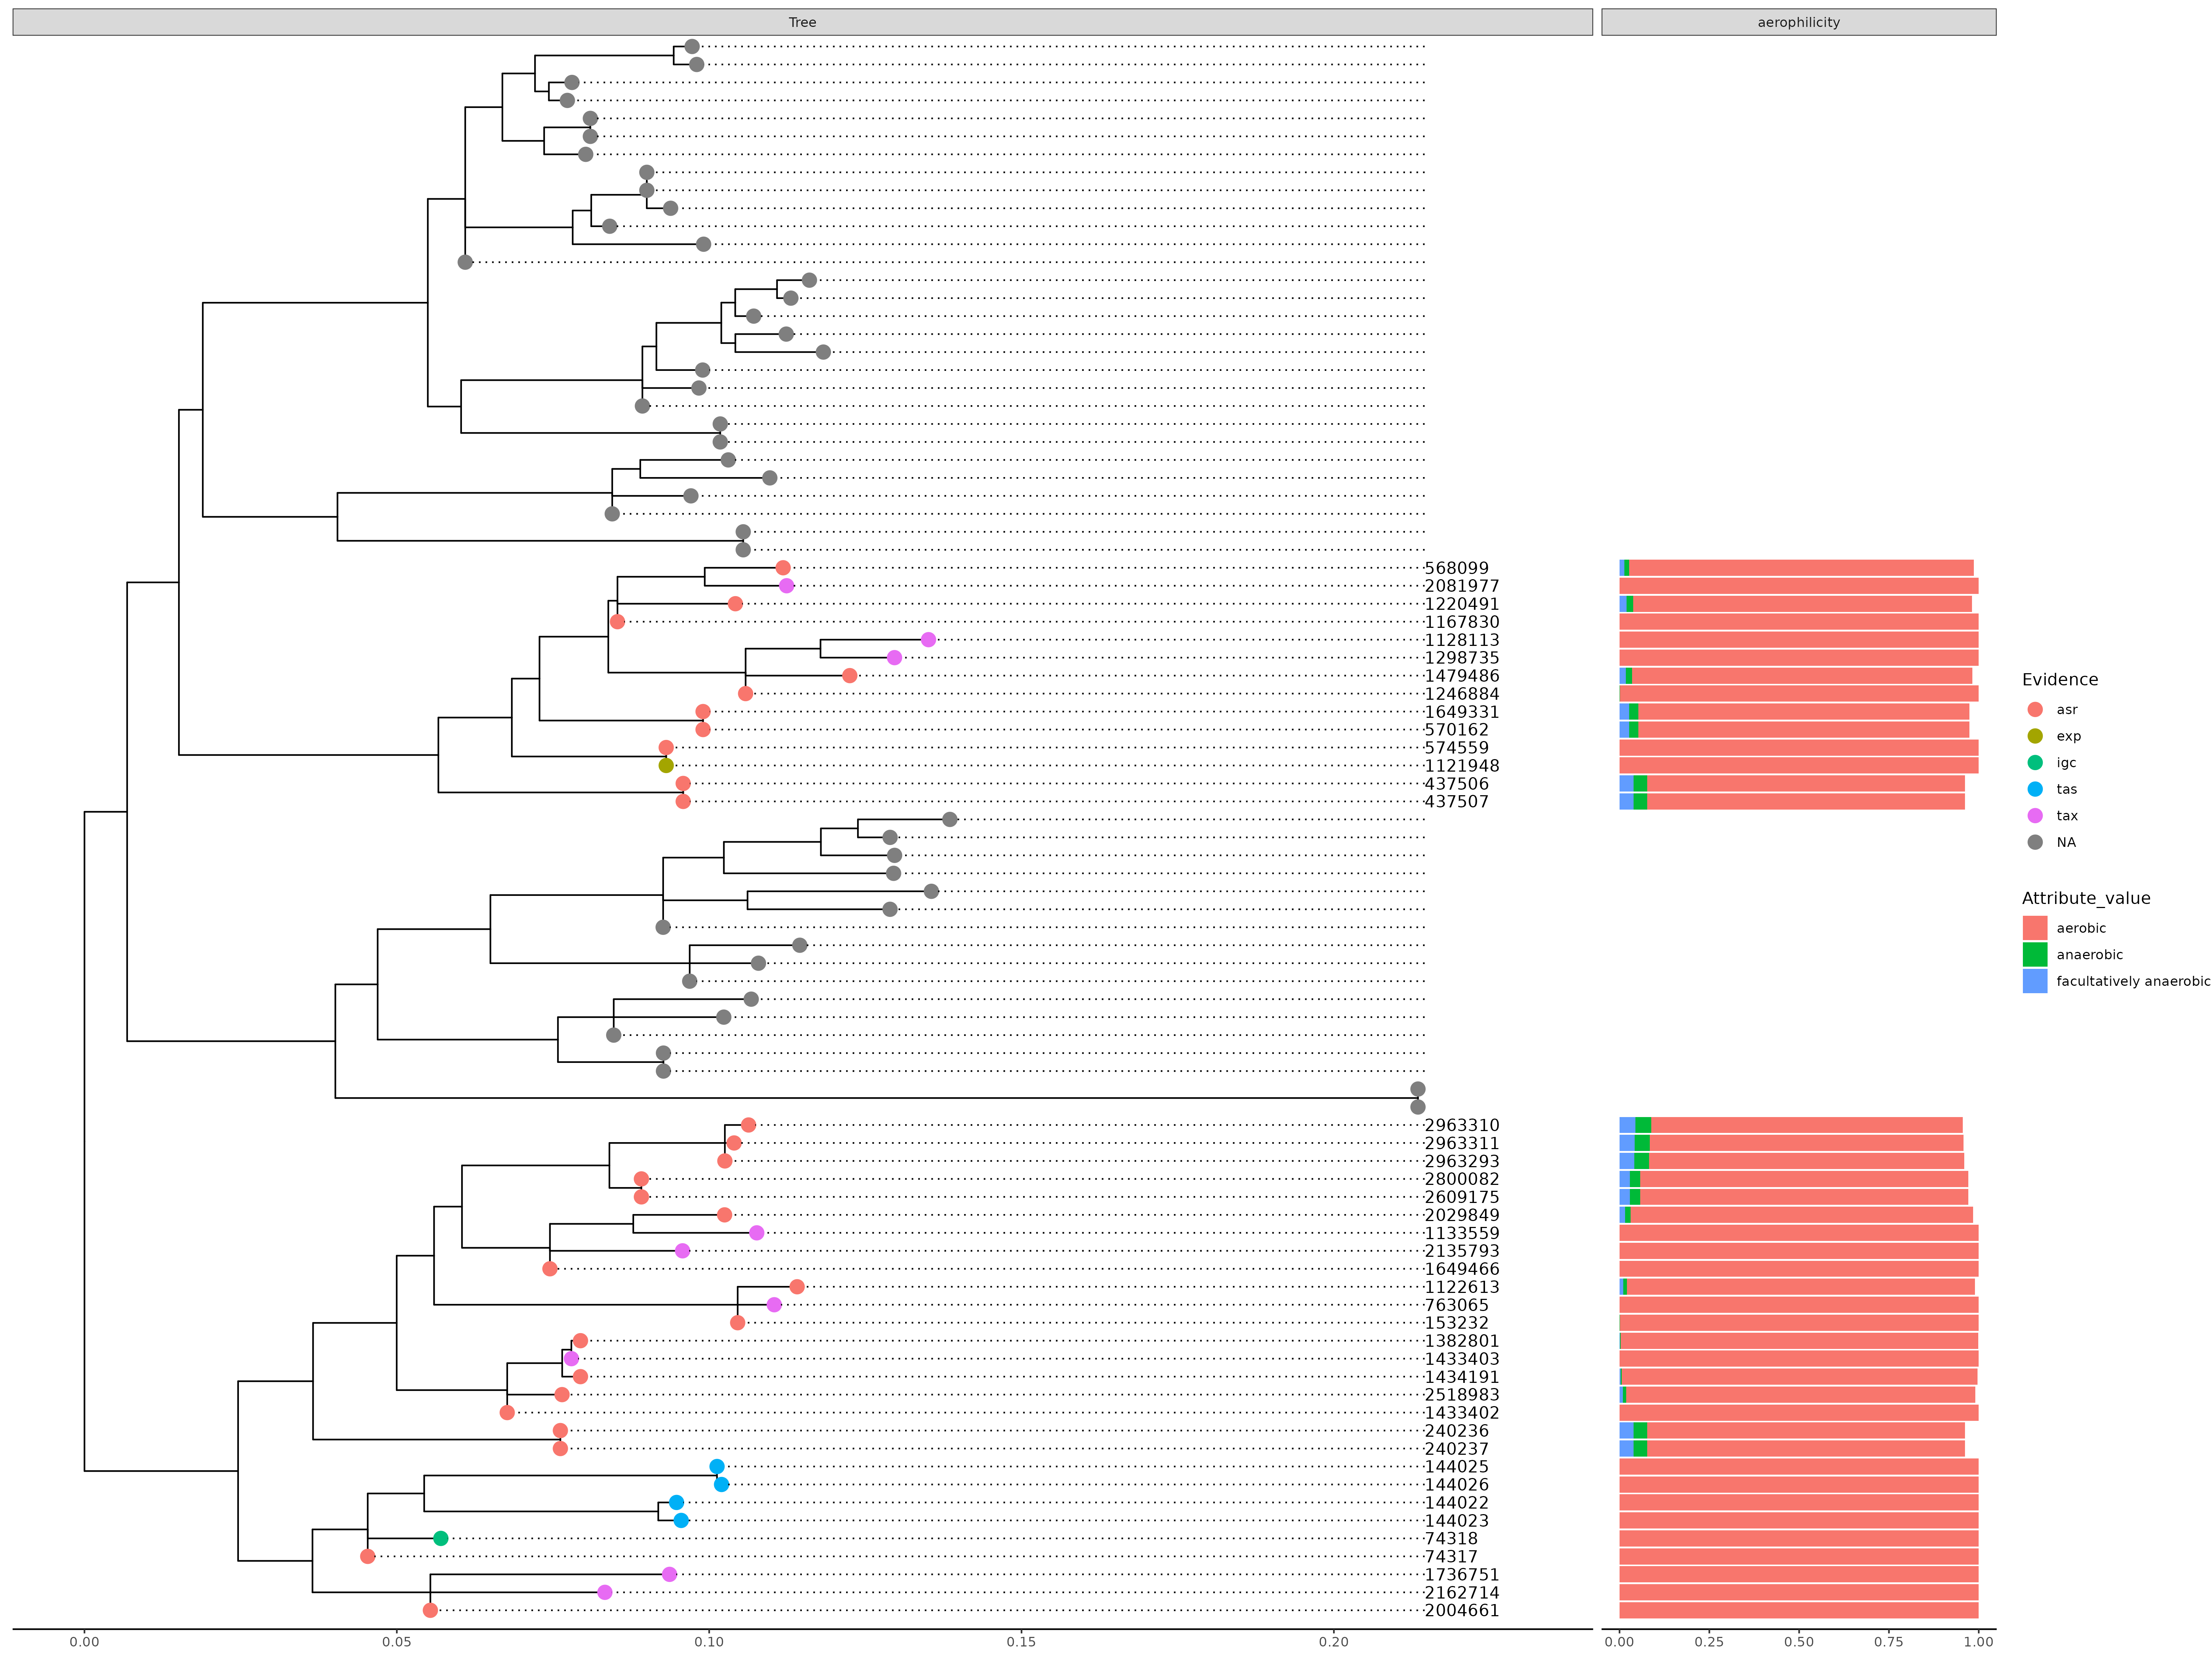 Tree
aerophilicity
568099
2081977
1220491
1167830
1128113
1298735
1479486
1246884
1649331
570162
574559
1121948
437506
437507
2963310
2963311
2963293
2800082
2609175
2029849
1133559
2135793
1649466
1122613
763065
153232
1382801
1433403
1434191
2518983
1433402
240236
240237
144025
144026
144022
144023
74318
74317
1736751
2162714
2004661
0.00 0.05 0.10 0.15 0.20
0.00 0.25 0.50 0.75 1.00
Evidence
asr
exp
igc
tas
tax
NA
Attribute_value
aerobic
anaerobic
facultatively anaerobic